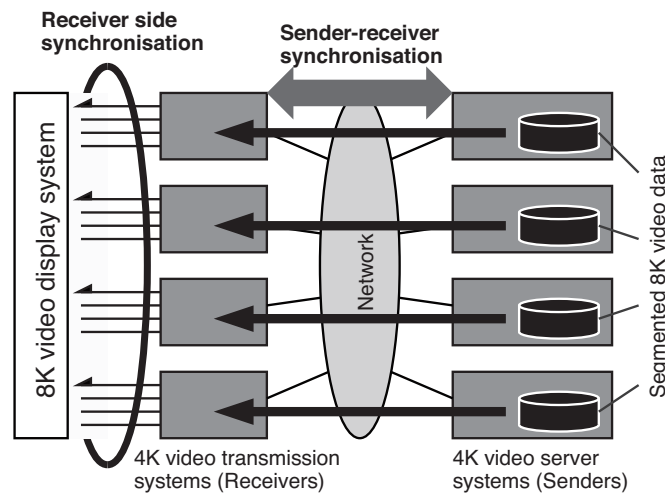 Receiver side
synchronisation
Sender-receiver
synchronisation
8K video display system
Network
Segmented 8K video data
4K video transmission
systems (Receivers)
4K video server
systems (Senders)